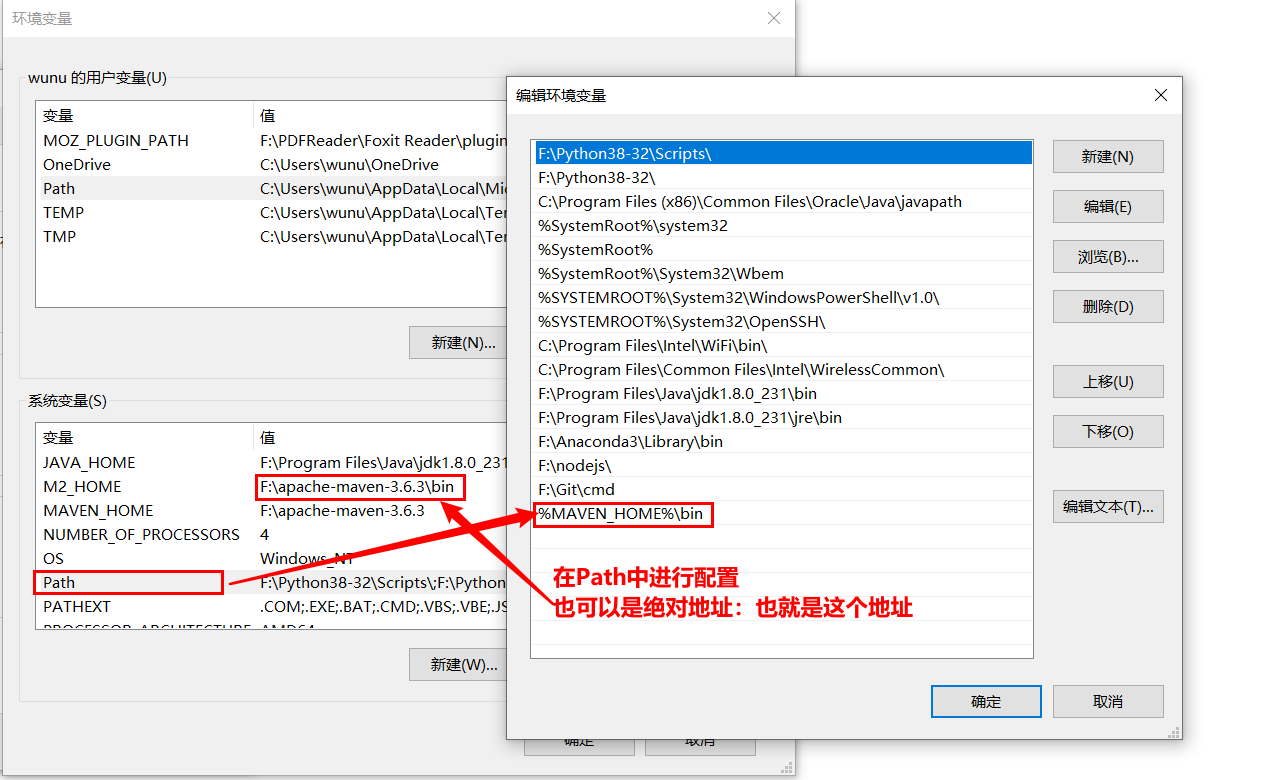 环境变量
wunu 的用户变量(U)
变量 值
MOZ_PLUGIN_PATH F:\PDFReader\Foxit Reader\plugin
OneDrive C:\Users\wunu\OneDrive
Path C:\Users\wunu\AppData\Local\Mic
TEMP C:\Users\wunu\AppData\Local\Ter
TMP C:\Users\wunu\AppData\Local\Ter
新建(N)...
系统变量(S)
变量 值
JAVA_HOME F:\Program Files\Java\jdk1.8.0_231
M2_HOME F:\apache-maven-3.6.3\bin
MAVEN_HOME F:\apache-maven-3.6.3
NUMBER_OF_PROCESSORS 4
OS Windows_NT
Path F:\Python38-32\Scripts\;F:\Python
PATHEXT .COM;.EXE;.BAT;.CMD;.VBS;.VBE;.JS
PROCESSOR_ARCHITECTURE AMD64
新建(W)...
确定 取消
编辑环境变量
F:\Python38-32\Scripts\
F:\Python38-32\
C:\Program Files (x86)\Common Files\Oracle\Java\javapath
%SystemRoot%\system32
%SystemRoot%
%SystemRoot%\System32\Wbem
%SYSTEMROOT%\System32\WindowsPowerShell\v1.0\
%SYSTEMROOT%\System32\OpenSSH\
C:\Program Files\Intel\WiFi\bin\
C:\Program Files\Common Files\Intel\WirelessCommon\
F:\Program Files\Java\jdk1.8.0_231\bin
F:\Program Files\Java\jdk1.8.0_231\jre\bin
F:\Anaconda3\Library\bin
F:\nodejs\
F:\Git\cmd
%MAVEN_HOME%\bin
在Path中进行配置
也可以是绝对地址：也就是这个地址
新建(N)
编辑(E)
浏览(B)...
删除(D)
上移(U)
下移(O)
编辑文本(T)...
确定 取消